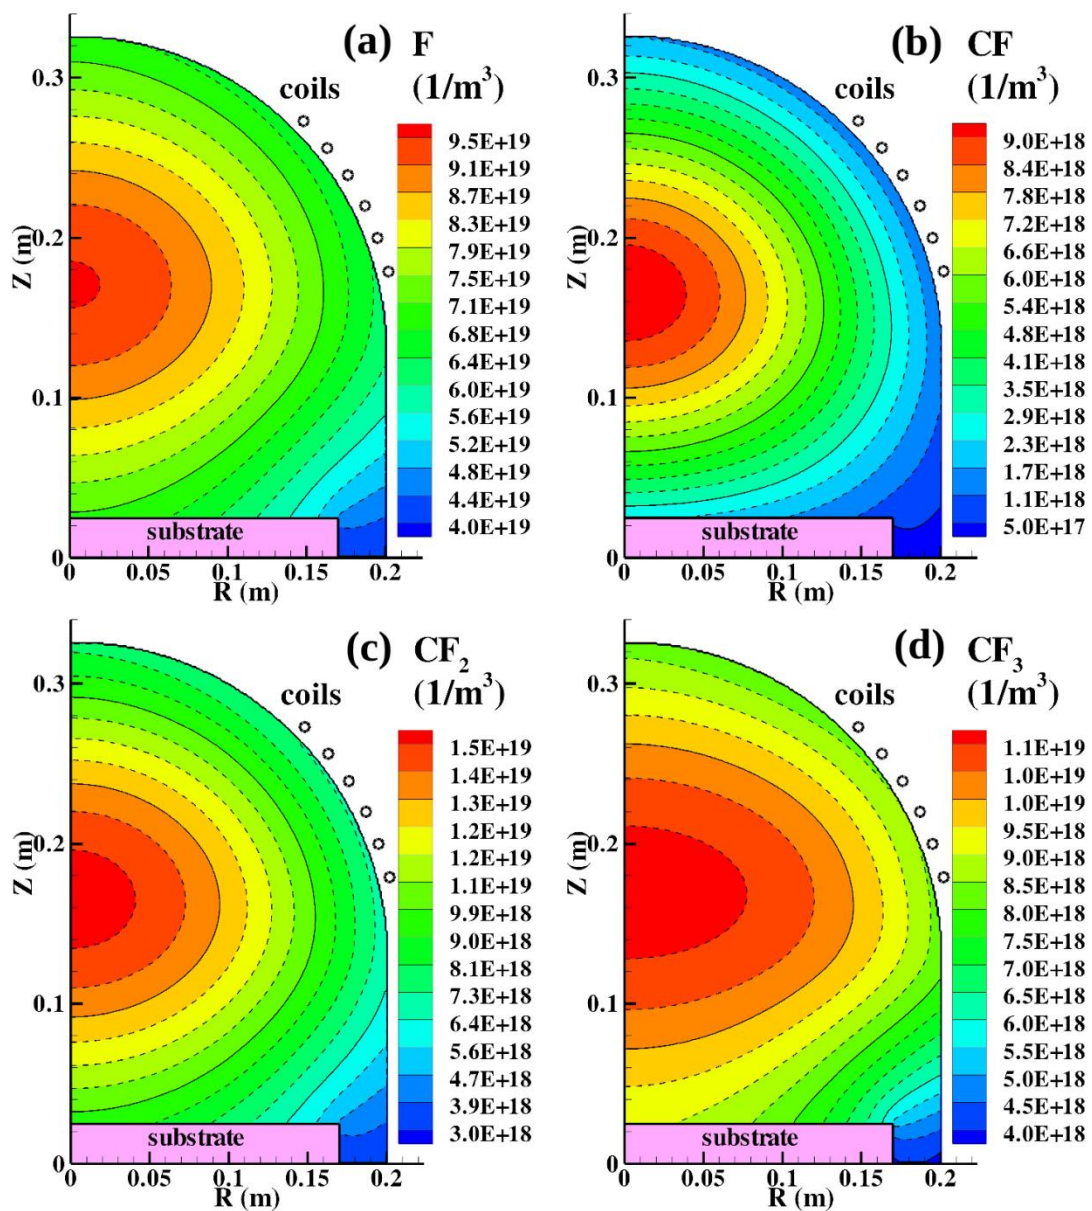 (a) F
(1/m³)
coils
9.5E+19
9.1E+19
8.7E+19
8.3E+19
7.9E+19
7.5E+19
7.1E+19
6.8E+19
6.4E+19
6.0E+19
5.6E+19
5.2E+19
4.8E+19
4.4E+19
4.0E+19
0.3
0.2
0.1
0
Z (m)
substrate
0 0.05 0.1 0.15 0.2
R (m)
(b) CF
(1/m³)
coils
9.0E+18
8.4E+18
7.8E+18
7.2E+18
6.6E+18
6.0E+18
5.4E+18
4.8E+18
4.1E+18
3.5E+18
2.9E+18
2.3E+18
1.7E+18
1.1E+18
5.0E+17
0.3
0.2
0.1
0
Z (m)
substrate
0 0.05 0.1 0.15 0.2
R (m)
(c) CF₂
(1/m³)
coils
1.5E+19
1.4E+19
1.3E+19
1.2E+19
1.2E+19
1.1E+19
9.9E+18
9.0E+18
8.1E+18
7.3E+18
6.4E+18
5.6E+18
4.7E+18
3.9E+18
3.0E+18
0.3
0.2
0.1
0
Z (m)
substrate
0 0.05 0.1 0.15 0.2
R (m)
(d) CF₃
(1/m³)
coils
1.1E+19
1.0E+19
1.0E+19
9.5E+18
9.0E+18
8.5E+18
8.0E+18
7.5E+18
7.0E+18
6.5E+18
6.0E+18
5.5E+18
5.0E+18
4.5E+18
4.0E+18
0.3
0.2
0.1
0
Z (m)
substrate
0 0.05 0.1 0.15 0.2
R (m)